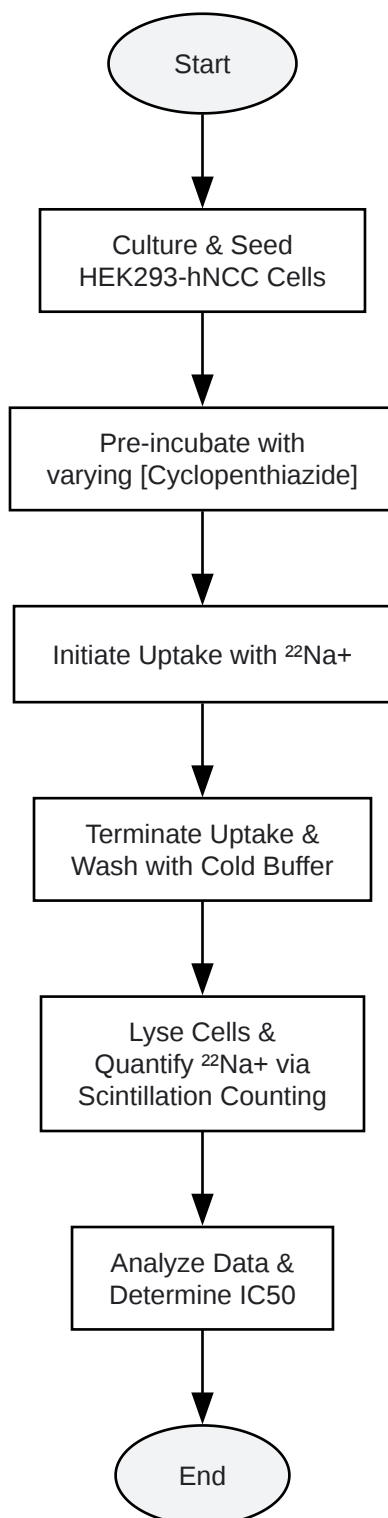 Start
Culture & Seed
HEK293-hNCC Cells
Pre-incubate with
varying [Cyclopenthiazide]
Initiate Uptake with ²²Na+
Terminate Uptake &
Wash with Cold Buffer
Lyse Cells &
Quantify ²²Na+ via
Scintillation Counting
Analyze Data &
Determine IC50
End